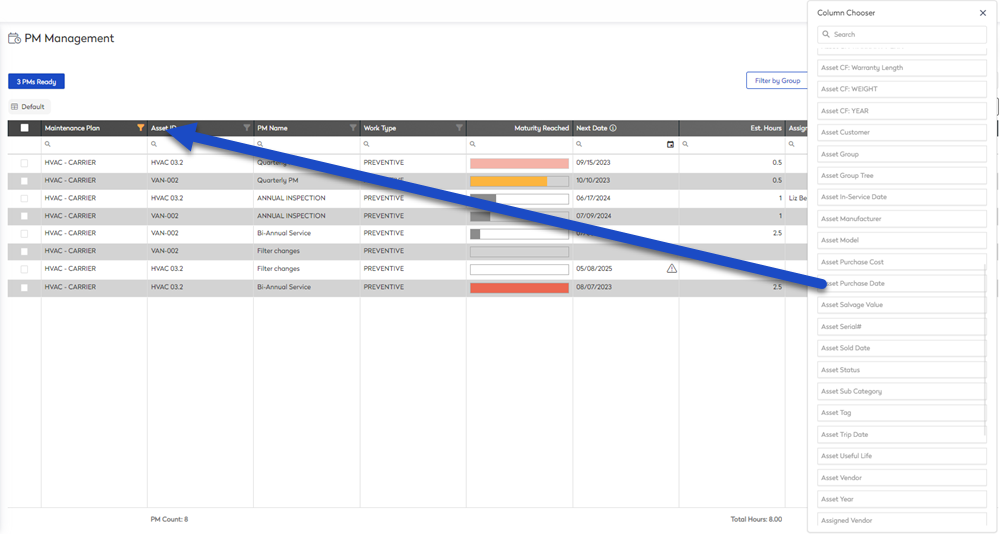 Column Chooser
Search
Asset CF: Warranty Length
Asset CF: WEIGHT
Asset CF: YEAR
Asset Customer
Asset Group
Asset Group Tree
Asset In-Service Date
Asset Manufacturer
Asset Model
Asset Purchase Cost
Asset Purchase Date
Asset Salvage Value
Asset Serial#
Asset Sold Date
Asset Status
Asset Sub Category
Asset Tag
Asset Trip Date
Asset Useful Life
Asset Vendor
Asset Year
Assigned Vendor
PM Management
3 PMs Ready
Filter by Group
Default
Maintenance Plan Asset ID PM Name Work Type Maturity Reached Next Date Est. Hours
HVAC - CARRIER HVAC 03.2 Quarterly PREVENTIVE 09/15/2023 0.5
HVAC - CARRIER VAN-002 Quarterly PM PREVENTIVE 10/10/2023 0.5
HVAC - CARRIER HVAC 03.2 ANNUAL INSPECTION PREVENTIVE 06/17/2024 1 Liz Be
HVAC - CARRIER VAN-002 ANNUAL INSPECTION PREVENTIVE 07/09/2024 1
HVAC - CARRIER VAN-002 Bi-Annual Service PREVENTIVE 2.5
HVAC - CARRIER VAN-002 Filter changes PREVENTIVE
HVAC - CARRIER HVAC 03.2 Filter changes PREVENTIVE 05/08/2025
HVAC - CARRIER HVAC 03.2 Bi-Annual Service PREVENTIVE 08/07/2023 2.5
PM Count: 8 Total Hours: 8.00